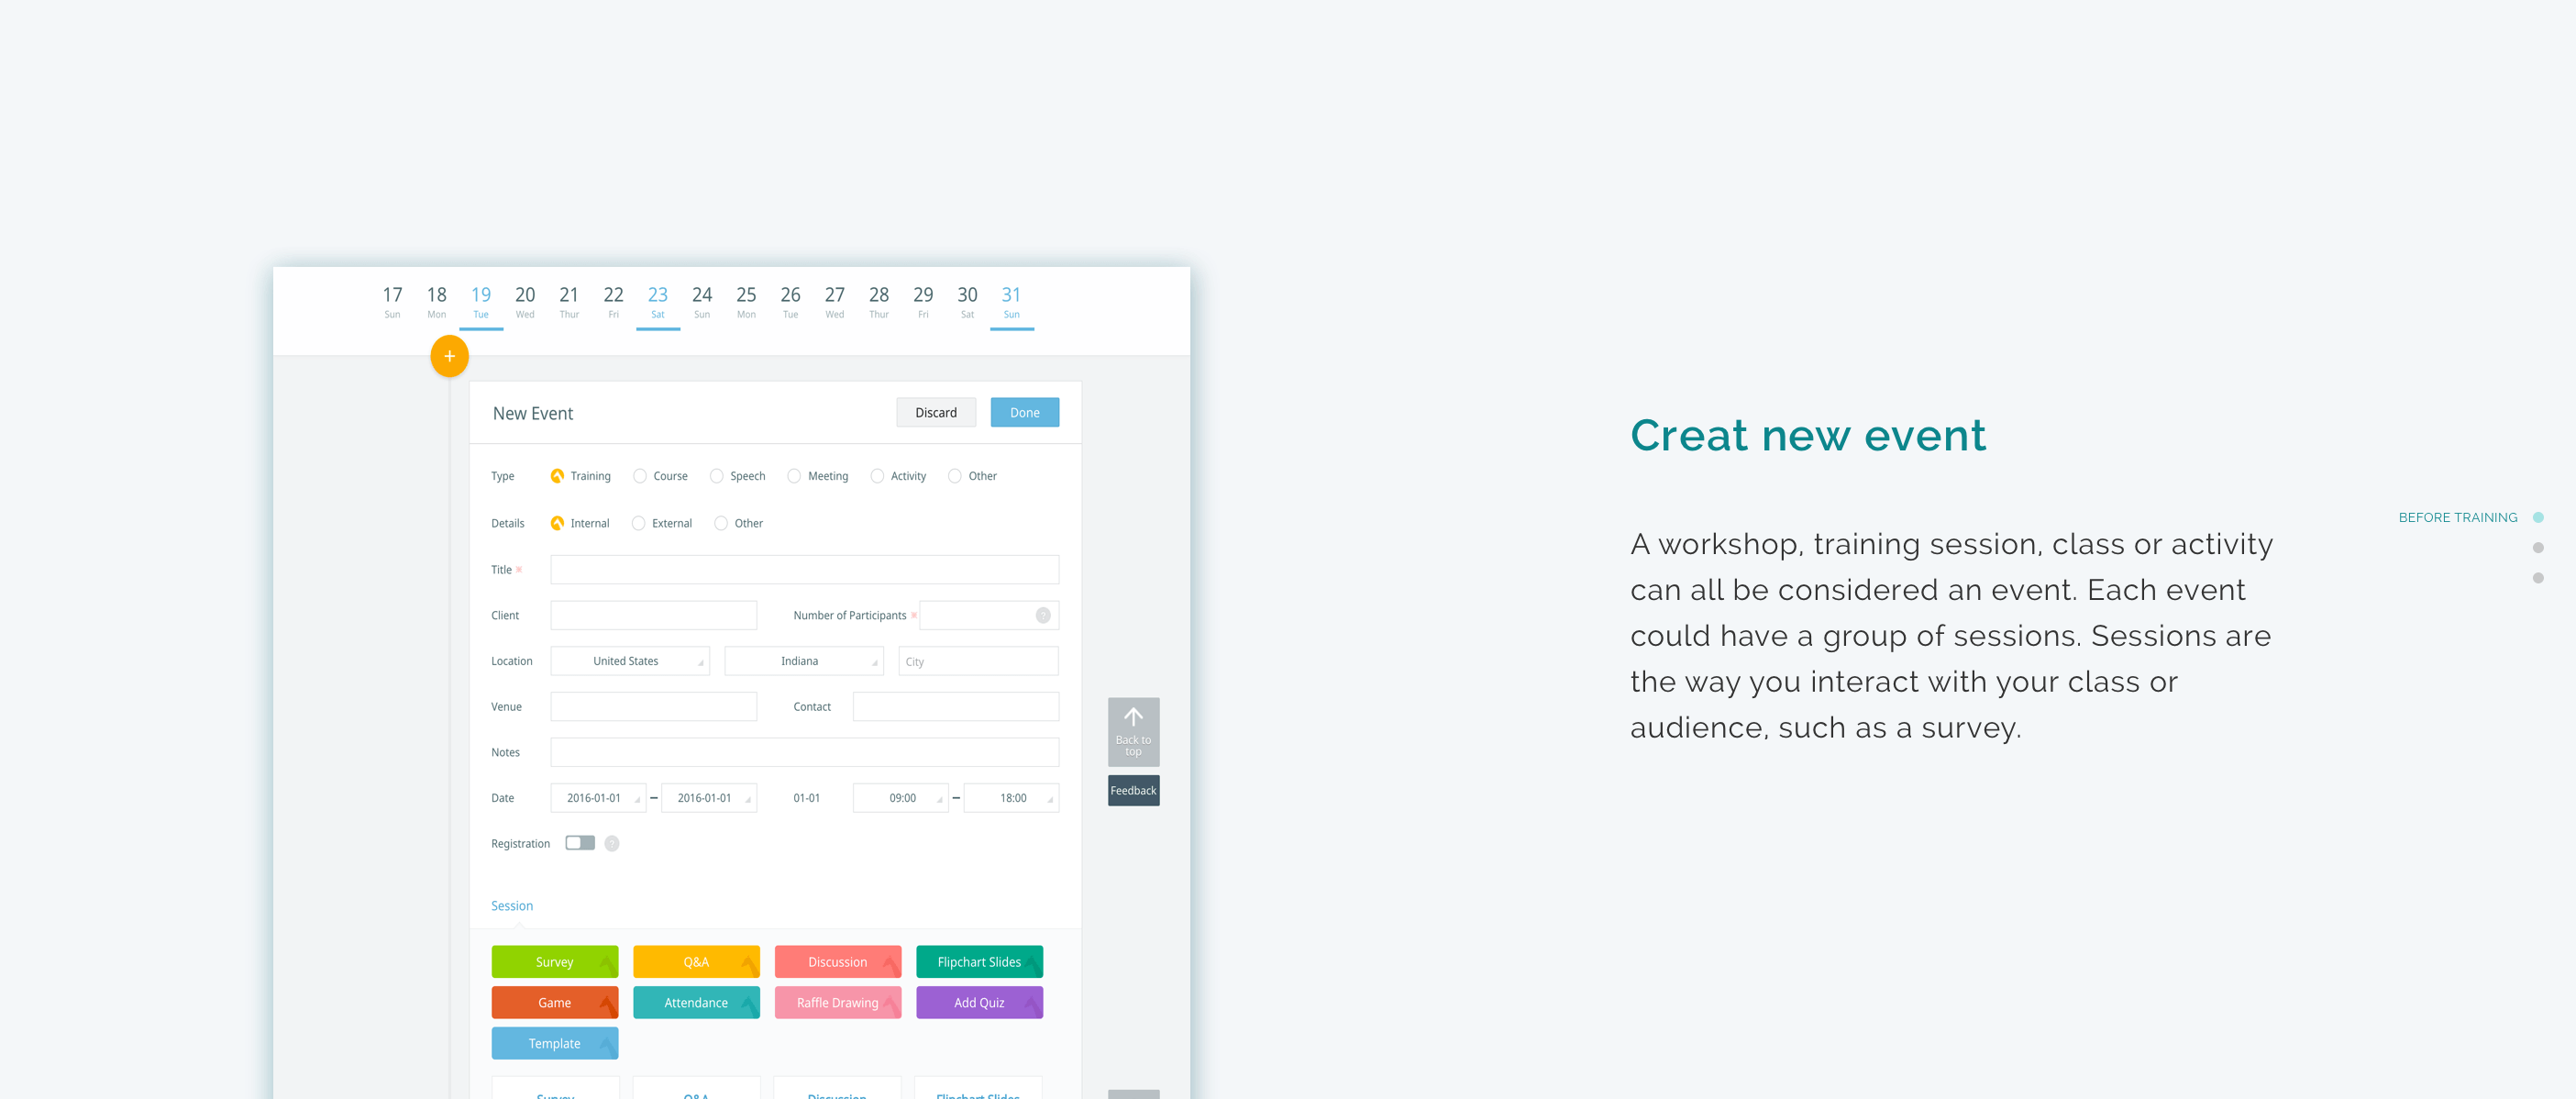 17 18 19 20 21 22 23 24 25 26 27 28 29 30 31
Sun Mon Tue Wed Thur Fri Sat Sun Mon Tue Wed Thur Fri Sat Sun
+
New Event
Discard
Done
Type Training Course Speech Meeting Activity Other
Details Internal External Other
Title *
Client Number of Participants * ?
Location United States Indiana City
Venue Contact
Notes
Date 2016-01-01 – 2016-01-01 01-01 09:00 – 18:00
Registration ?
Session
Survey Q&A Discussion Flipchart Slides
Game Attendance Raffle Drawing Add Quiz
Template
Survey Q&A Discussion Flipchart Slides
Back to
top
Feedback
Creat new event
A workshop, training session, class or activity
can all be considered an event. Each event
could have a group of sessions. Sessions are
the way you interact with your class or
audience, such as a survey.
BEFORE TRAINING